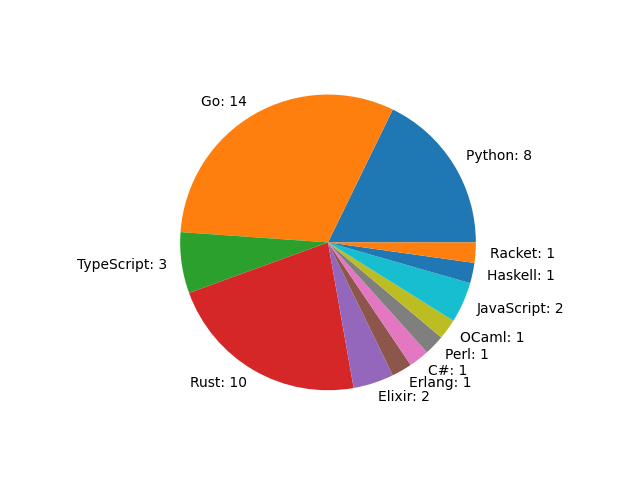 Go: 14
Python: 8
TypeScript: 3
Racket: 1
Haskell: 1
JavaScript: 2
OCaml: 1
Perl: 1
C#: 1
Rust: 10
Erlang: 1
Elixir: 2